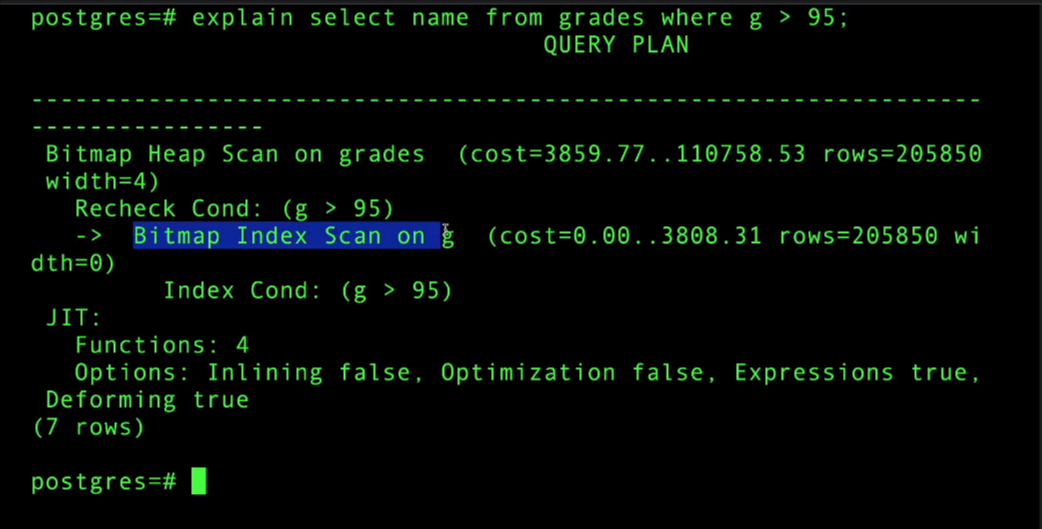 postgres=# explain select name from grades where g > 95;
QUERY PLAN
-----------------------------------------------------------------
----------------
Bitmap Heap Scan on grades  (cost=3859.77..110758.53 rows=205850
width=4)
Recheck Cond: (g > 95)
->  Bitmap Index Scan on g  (cost=0.00..3808.31 rows=205850 wi
dth=0)
Index Cond: (g > 95)
JIT:
Functions: 4
Options: Inlining false, Optimization false, Expressions true,
Deforming true
(7 rows)
postgres=#